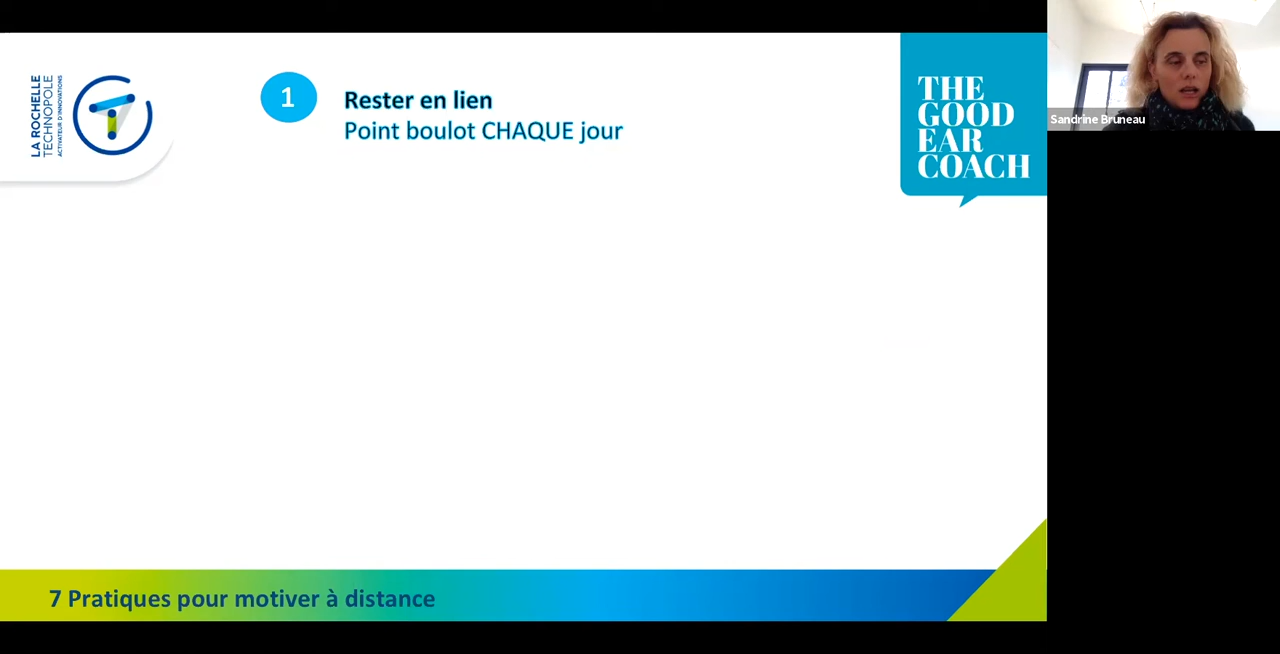 LA ROCHELLE
TECHNOPOLE
ACTIVATEUR D'INNOVATIONS
1
Rester en lien
Point boulot CHAQUE jour
THE
GOOD
EAR
COACH
Sandrine Bruneau
7 Pratiques pour motiver à distance